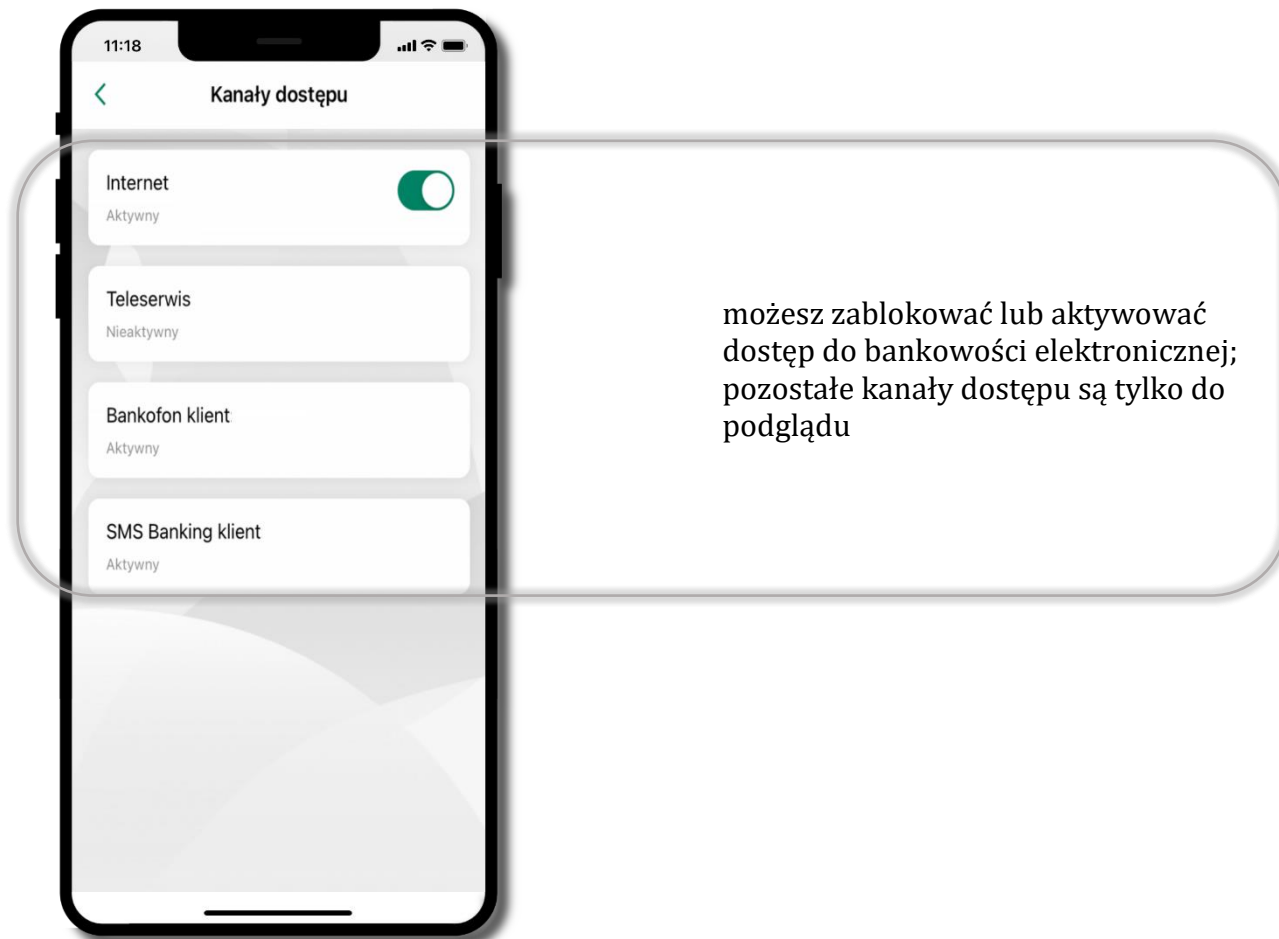 11:18
Kanały dostępu
Internet
Aktywny
Teleserwis
Nieaktywny
Bankofon klient
Aktywny
SMS Banking klient
Aktywny
możesz zablokować lub aktywować
dostęp do bankowości elektronicznej;
pozostałe kanały dostępu są tylko do
podglądu